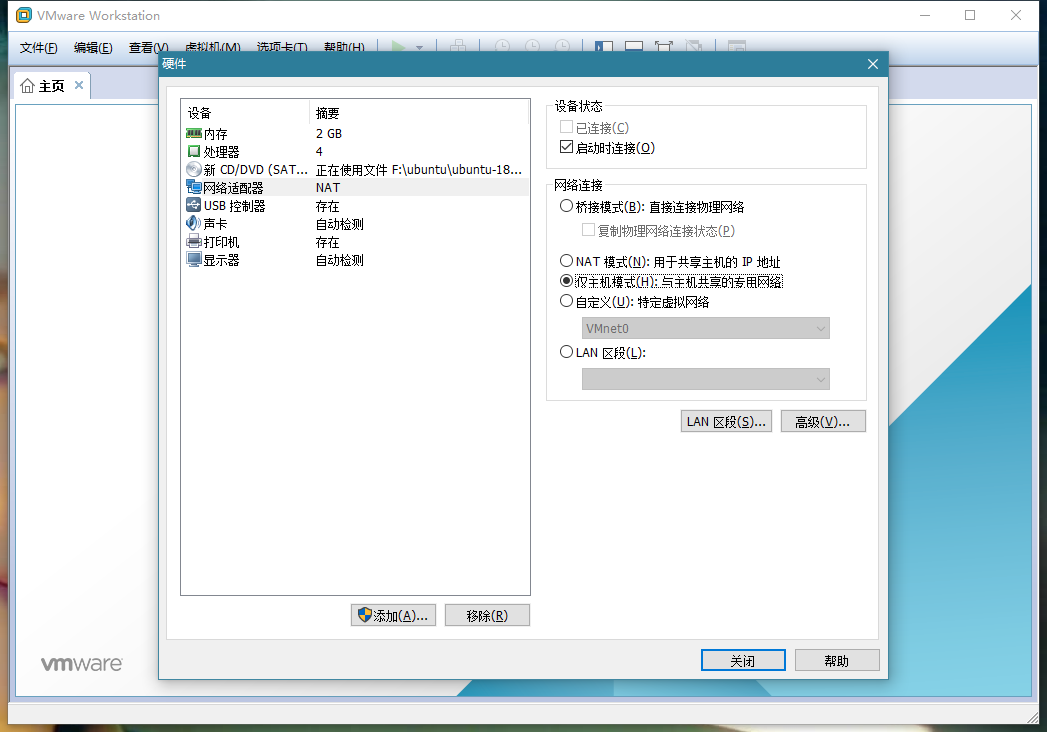 VMware Workstation
文件(F) 编辑(E) 查看(V) 虚拟机(M) 选项卡(T) 帮助(H)
主页
硬件
设备 摘要
内存 2 GB
处理器 4
新 CD/DVD (SAT... 正在使用文件 F:\ubuntu\ubuntu-18...
网络适配器 NAT
USB 控制器 存在
声卡 自动检测
打印机 存在
显示器 自动检测
添加(A)... 移除(R)
设备状态
已连接(C)
启动时连接(O)
网络连接
桥接模式(B): 直接连接物理网络
复制物理网络连接状态(P)
NAT 模式(N): 用于共享主机的 IP 地址
仅主机模式(H): 与主机共享的专用网络
自定义(U): 特定虚拟网络
VMnet0
LAN 区段(L):
LAN 区段(S)... 高级(V)...
关闭 帮助
vmware